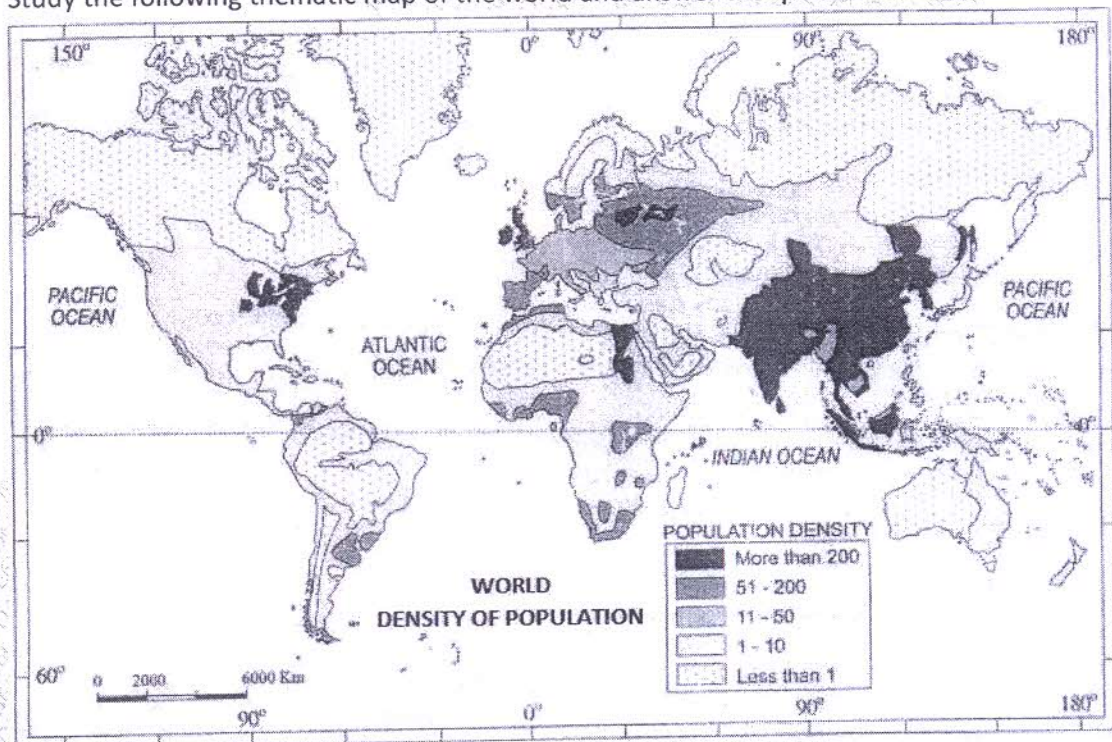 Study the following thematic map of the world and answer
150°
0°
90°
180°
PACIFIC
OCEAN
ATLANTIC
OCEAN
PACIFIC
OCEAN
0°
0°
INDIAN OCEAN
POPULATION DENSITY
More than 200
51 - 200
11 - 50
1 - 10
Less than 1
WORLD
DENSITY OF POPULATION
0 2000 6000 Km
60°
90°
0°
90°
180°